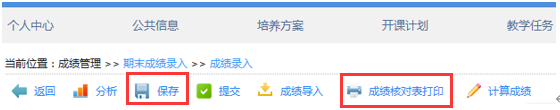 个人中心 公共信息 培养方案 开课计划 教学任务
当前位置：成绩管理 >> 期末成绩录入 >> 成绩录入
返回 分析 保存 提交 成绩导入 成绩核对表打印 计算成绩